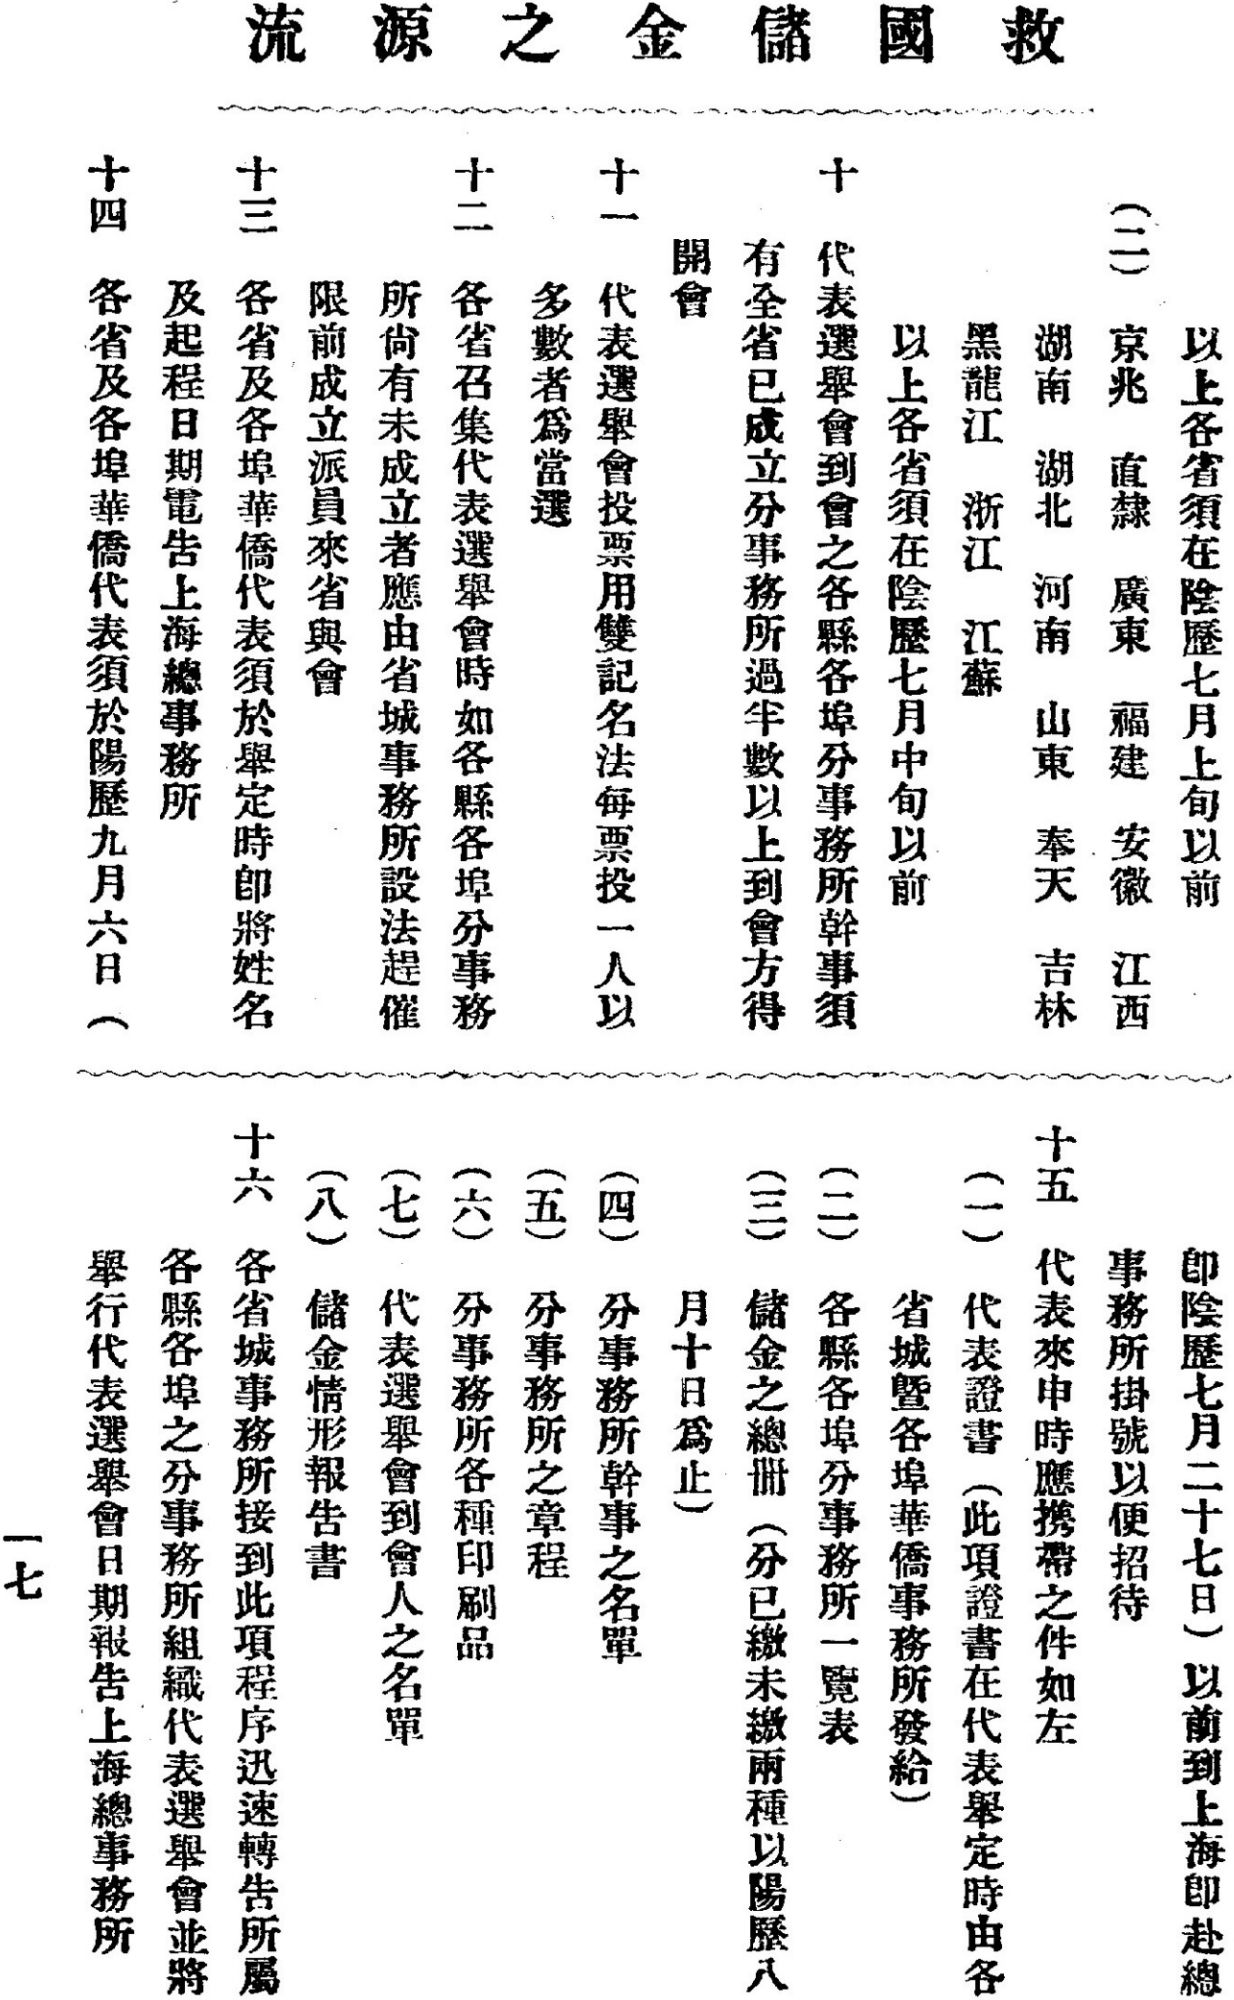 救國儲金之源流
以上各省須在陰歷七月上旬以前
（二）　京兆　直隸　廣東　福建　安徽　江西
湖南　湖北　河南　山東　奉天　吉林
黑龍江　浙江　江蘇
以上各省須在陰歷七月中旬以前
十　代表選舉會到會之各縣各埠分事務所幹事須
有全省已成立分事務所過半數以上到會方得
開會
十一　代表選舉會投票用雙記名法每票投一人以
多數者爲當選
十二　各省召集代表選舉會時如各縣各埠分事務
所尙有未成立者應由省城事務所設法趕催
限前成立派員來省與會
十三　各省及各埠華僑代表須於舉定時卽將姓名
及起程日期電告上海總事務所
十四　各省及各埠華僑代表須於陽歷九月六日（
卽陰歷七月二十七日）以前到上海卽赴總
事務所掛號以便招待
十五　代表來申時應携帶之件如左
（一）　代表證書（此項證書在代表舉定時由各
省城曁各埠華僑事務所發給）
（二）　各縣各埠分事務所一覽表
（三）　儲金之總冊（分已繳未繳兩種以陽歷八
月十日爲止）
（四）　分事務所幹事之名單
（五）　分事務所之章程
（六）　分事務所各種印刷品
（七）　代表選舉會到會人之名單
（八）　儲金情形報告書
十六　各省城事務所接到此項程序迅速轉告所屬
各縣各埠之分事務所組織代表選舉會並將
舉行代表選舉會日期報告上海總事務所
一七